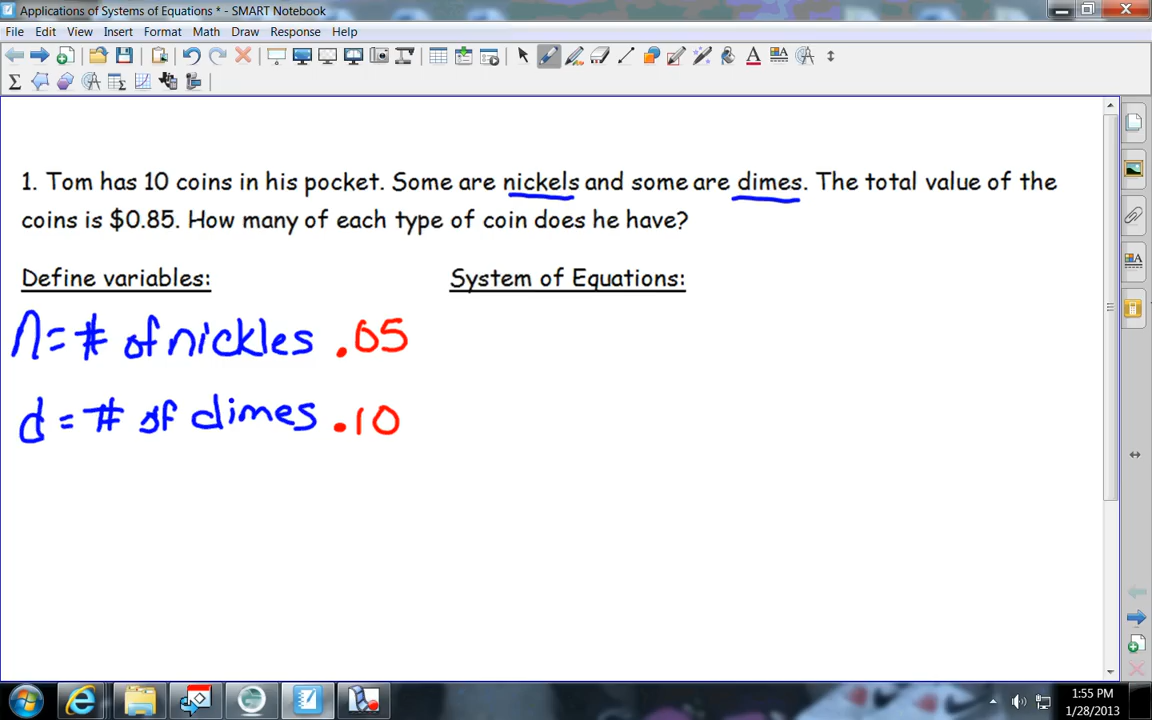 Applications of Systems of Equations * - SMART Notebook
File Edit View Insert Format Math Draw Response Help
1. Tom has 10 coins in his pocket. Some are nickels and some are dimes. The total value of the
coins is $0.85. How many of each type of coin does he have?
Define variables: System of Equations:
n = # of nickles .05
d = # of dimes .10
1:55 PM
1/28/2013